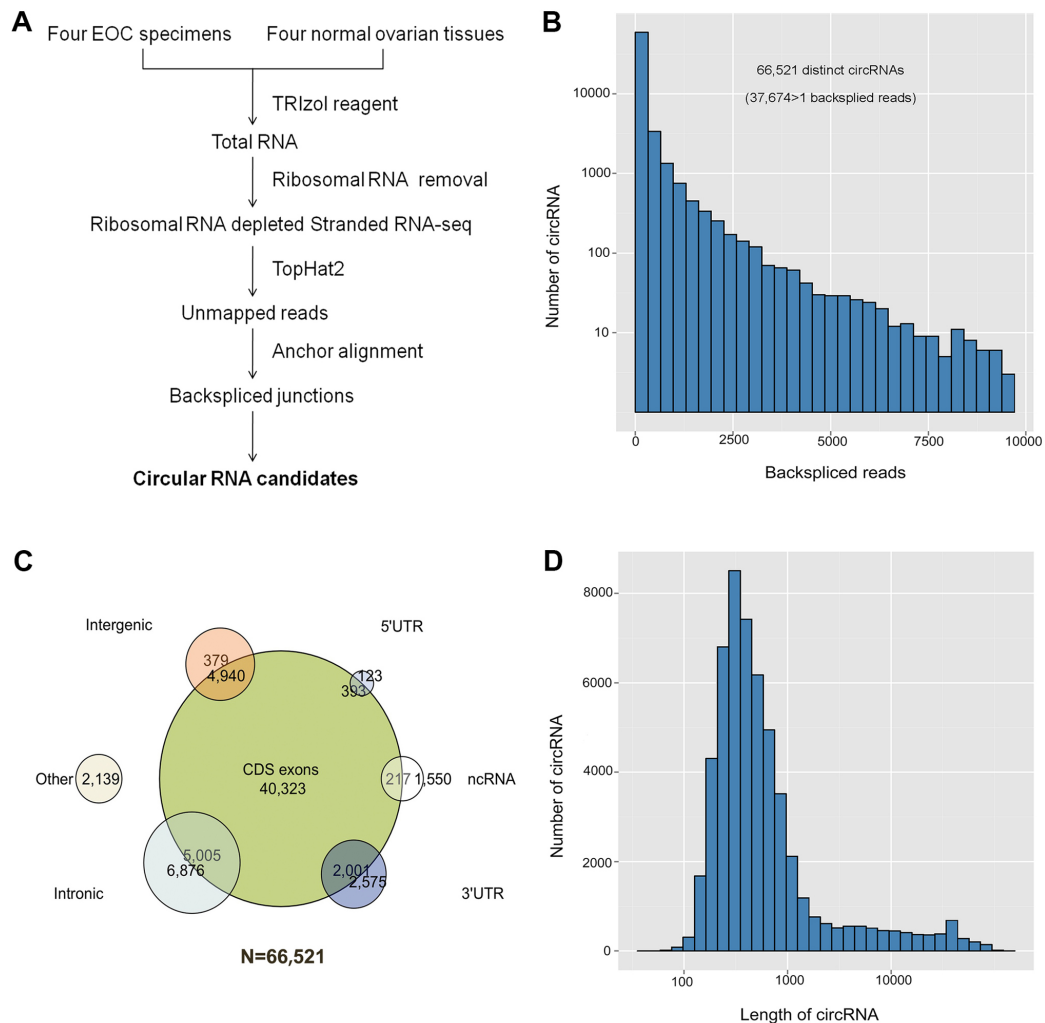 A
Four EOC specimens
Four normal ovarian tissues
TRIzol reagent
Total RNA
Ribosomal RNA removal
Ribosomal RNA depleted Stranded RNA-seq
TopHat2
Unmapped reads
Anchor alignment
Backspliced junctions
Circular RNA candidates
B
66,521 distinct circRNAs
(37,674>1 backsplied reads)
10000
1000
100
10
Number of circRNA
0
2500
5000
7500
10000
Backspliced reads
C
Intergenic
5'UTR
379
4,940
123
393
Other
2,139
CDS exons
40,323
217
1,550
ncRNA
5,005
6,876
2,001
2,575
Intronic
3'UTR
N=66,521
D
8000
6000
4000
2000
0
Number of circRNA
100
1000
10000
Length of circRNA